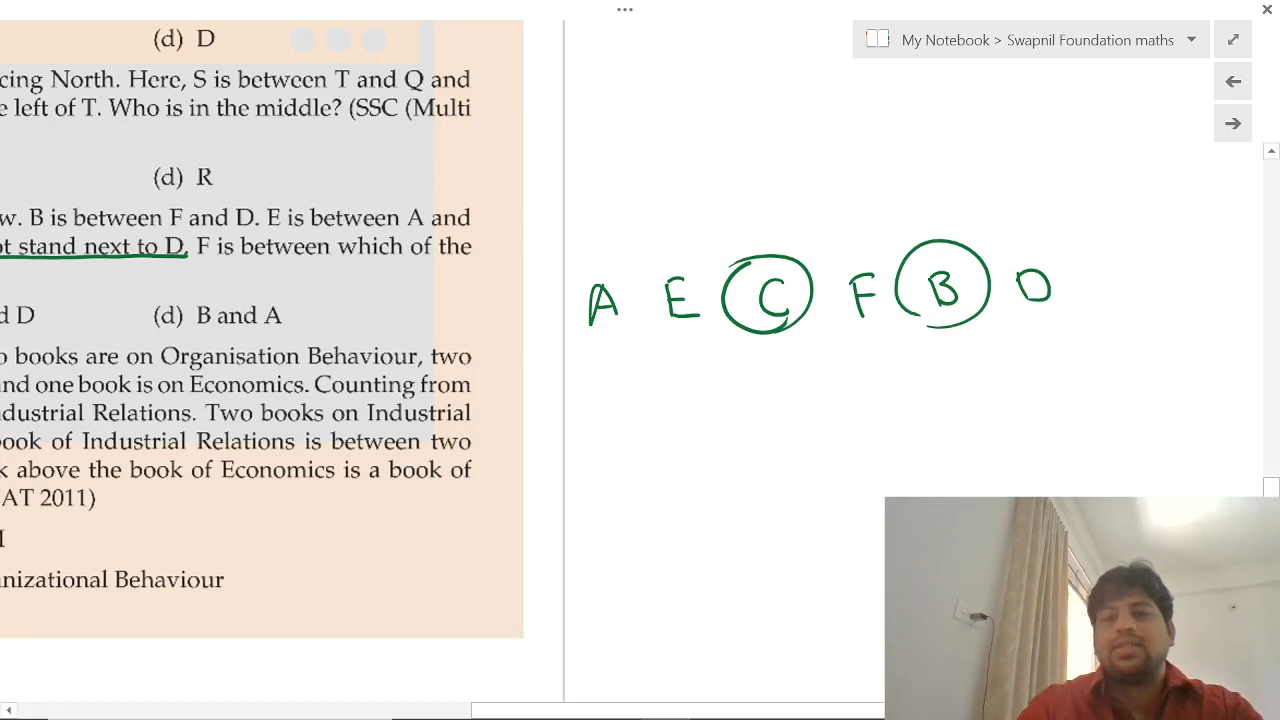 (d) D
My Notebook > Swapnil Foundation maths
cing North. Here, S is between T and Q and
e left of T. Who is in the middle? (SSC (Multi
(d) R
w. B is between F and D. E is between A and
ot stand next to D. F is between which of the
A E C F B D
d D (d) B and A
o books are on Organisation Behaviour, two
and one book is on Economics. Counting from
ndustrial Relations. Two books on Industrial
book of Industrial Relations is between two
k above the book of Economics is a book of
AT 2011)
nizational Behaviour